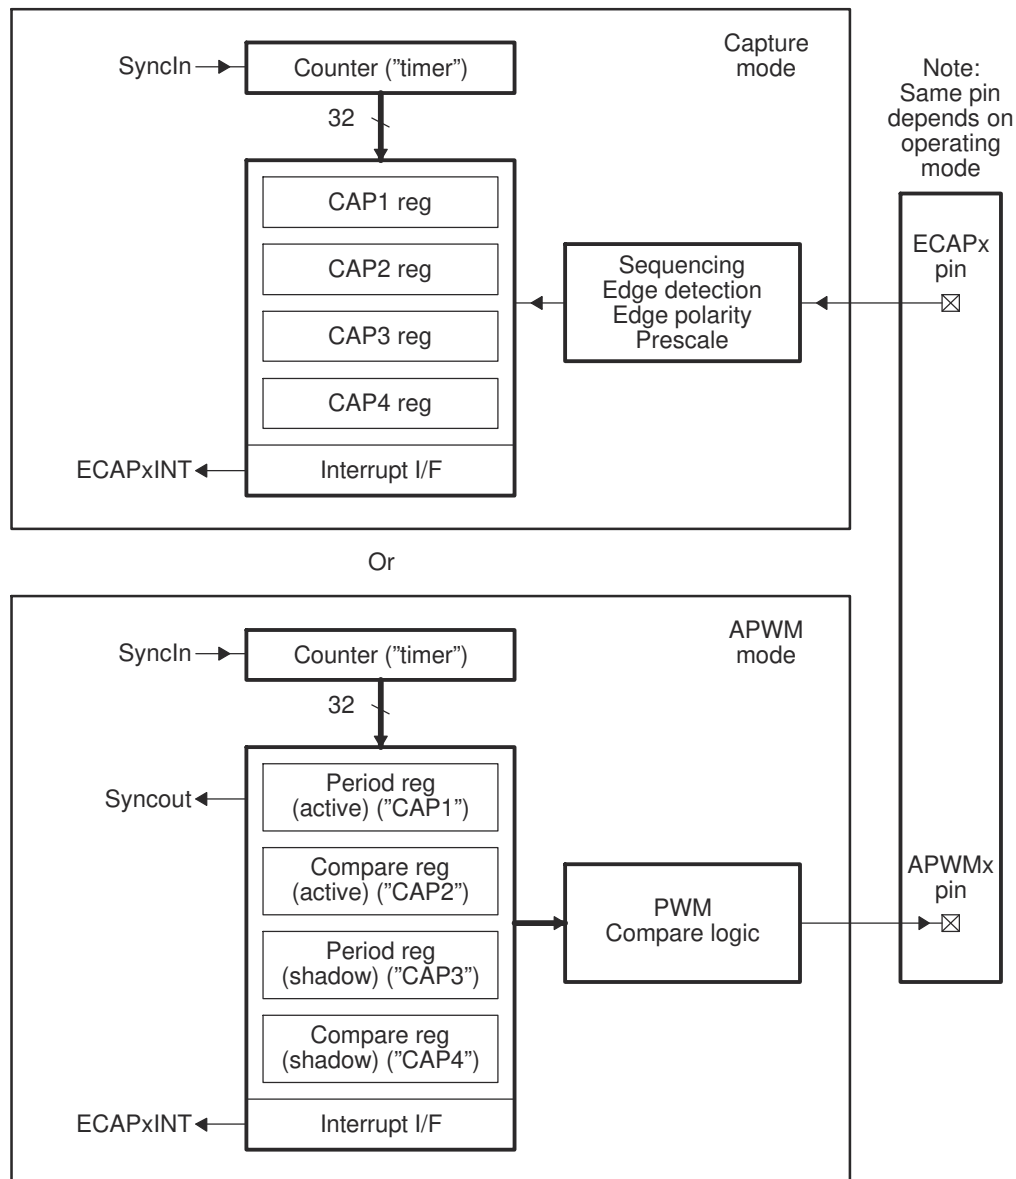 Capture
mode
SyncIn
Counter (”timer”)
32
CAP1 reg
CAP2 reg
CAP3 reg
CAP4 reg
Interrupt I/F
ECAPxINT
Sequencing
Edge detection
Edge polarity
Prescale
Note:
Same pin
depends on
operating
mode
ECAPx
pin
Or
APWM
mode
SyncIn
Counter (”timer”)
32
Syncout
Period reg
(active) (”CAP1”)
Compare reg
(active) (”CAP2”)
Period reg
(shadow) (”CAP3”)
Compare reg
(shadow) (”CAP4”)
Interrupt I/F
ECAPxINT
PWM
Compare logic
APWMx
pin